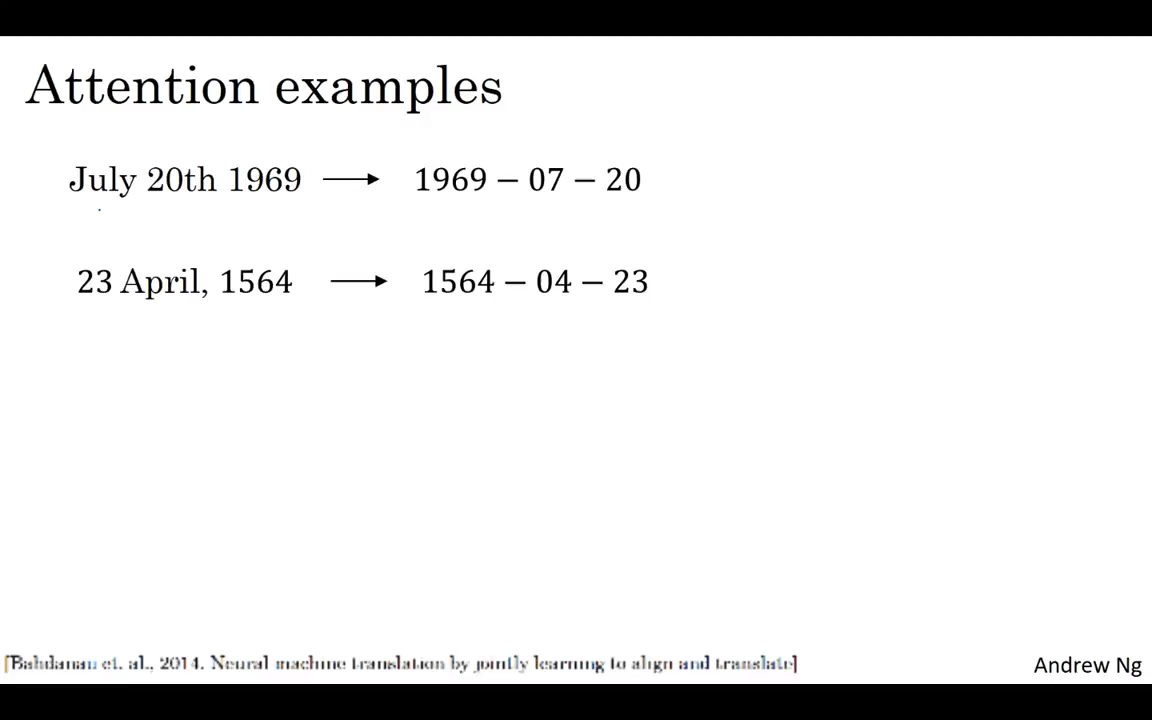 Attention examples
July 20th 1969 ⟶ 1969 − 07 − 20
23 April, 1564 ⟶ 1564 − 04 − 23
[Bahdanau et. al., 2014. Neural machine translation by jointly learning to align and translate]
Andrew Ng